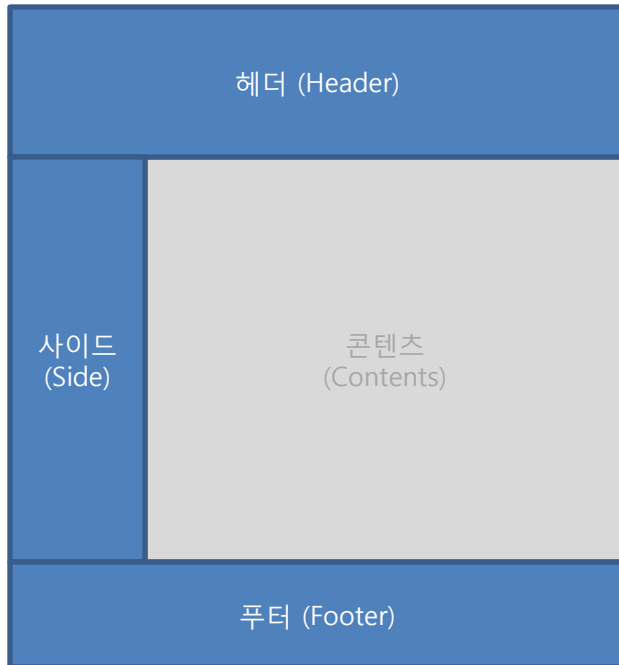 헤더 (Header)
사이드
(Side)
콘텐츠
(Contents)
푸터 (Footer)